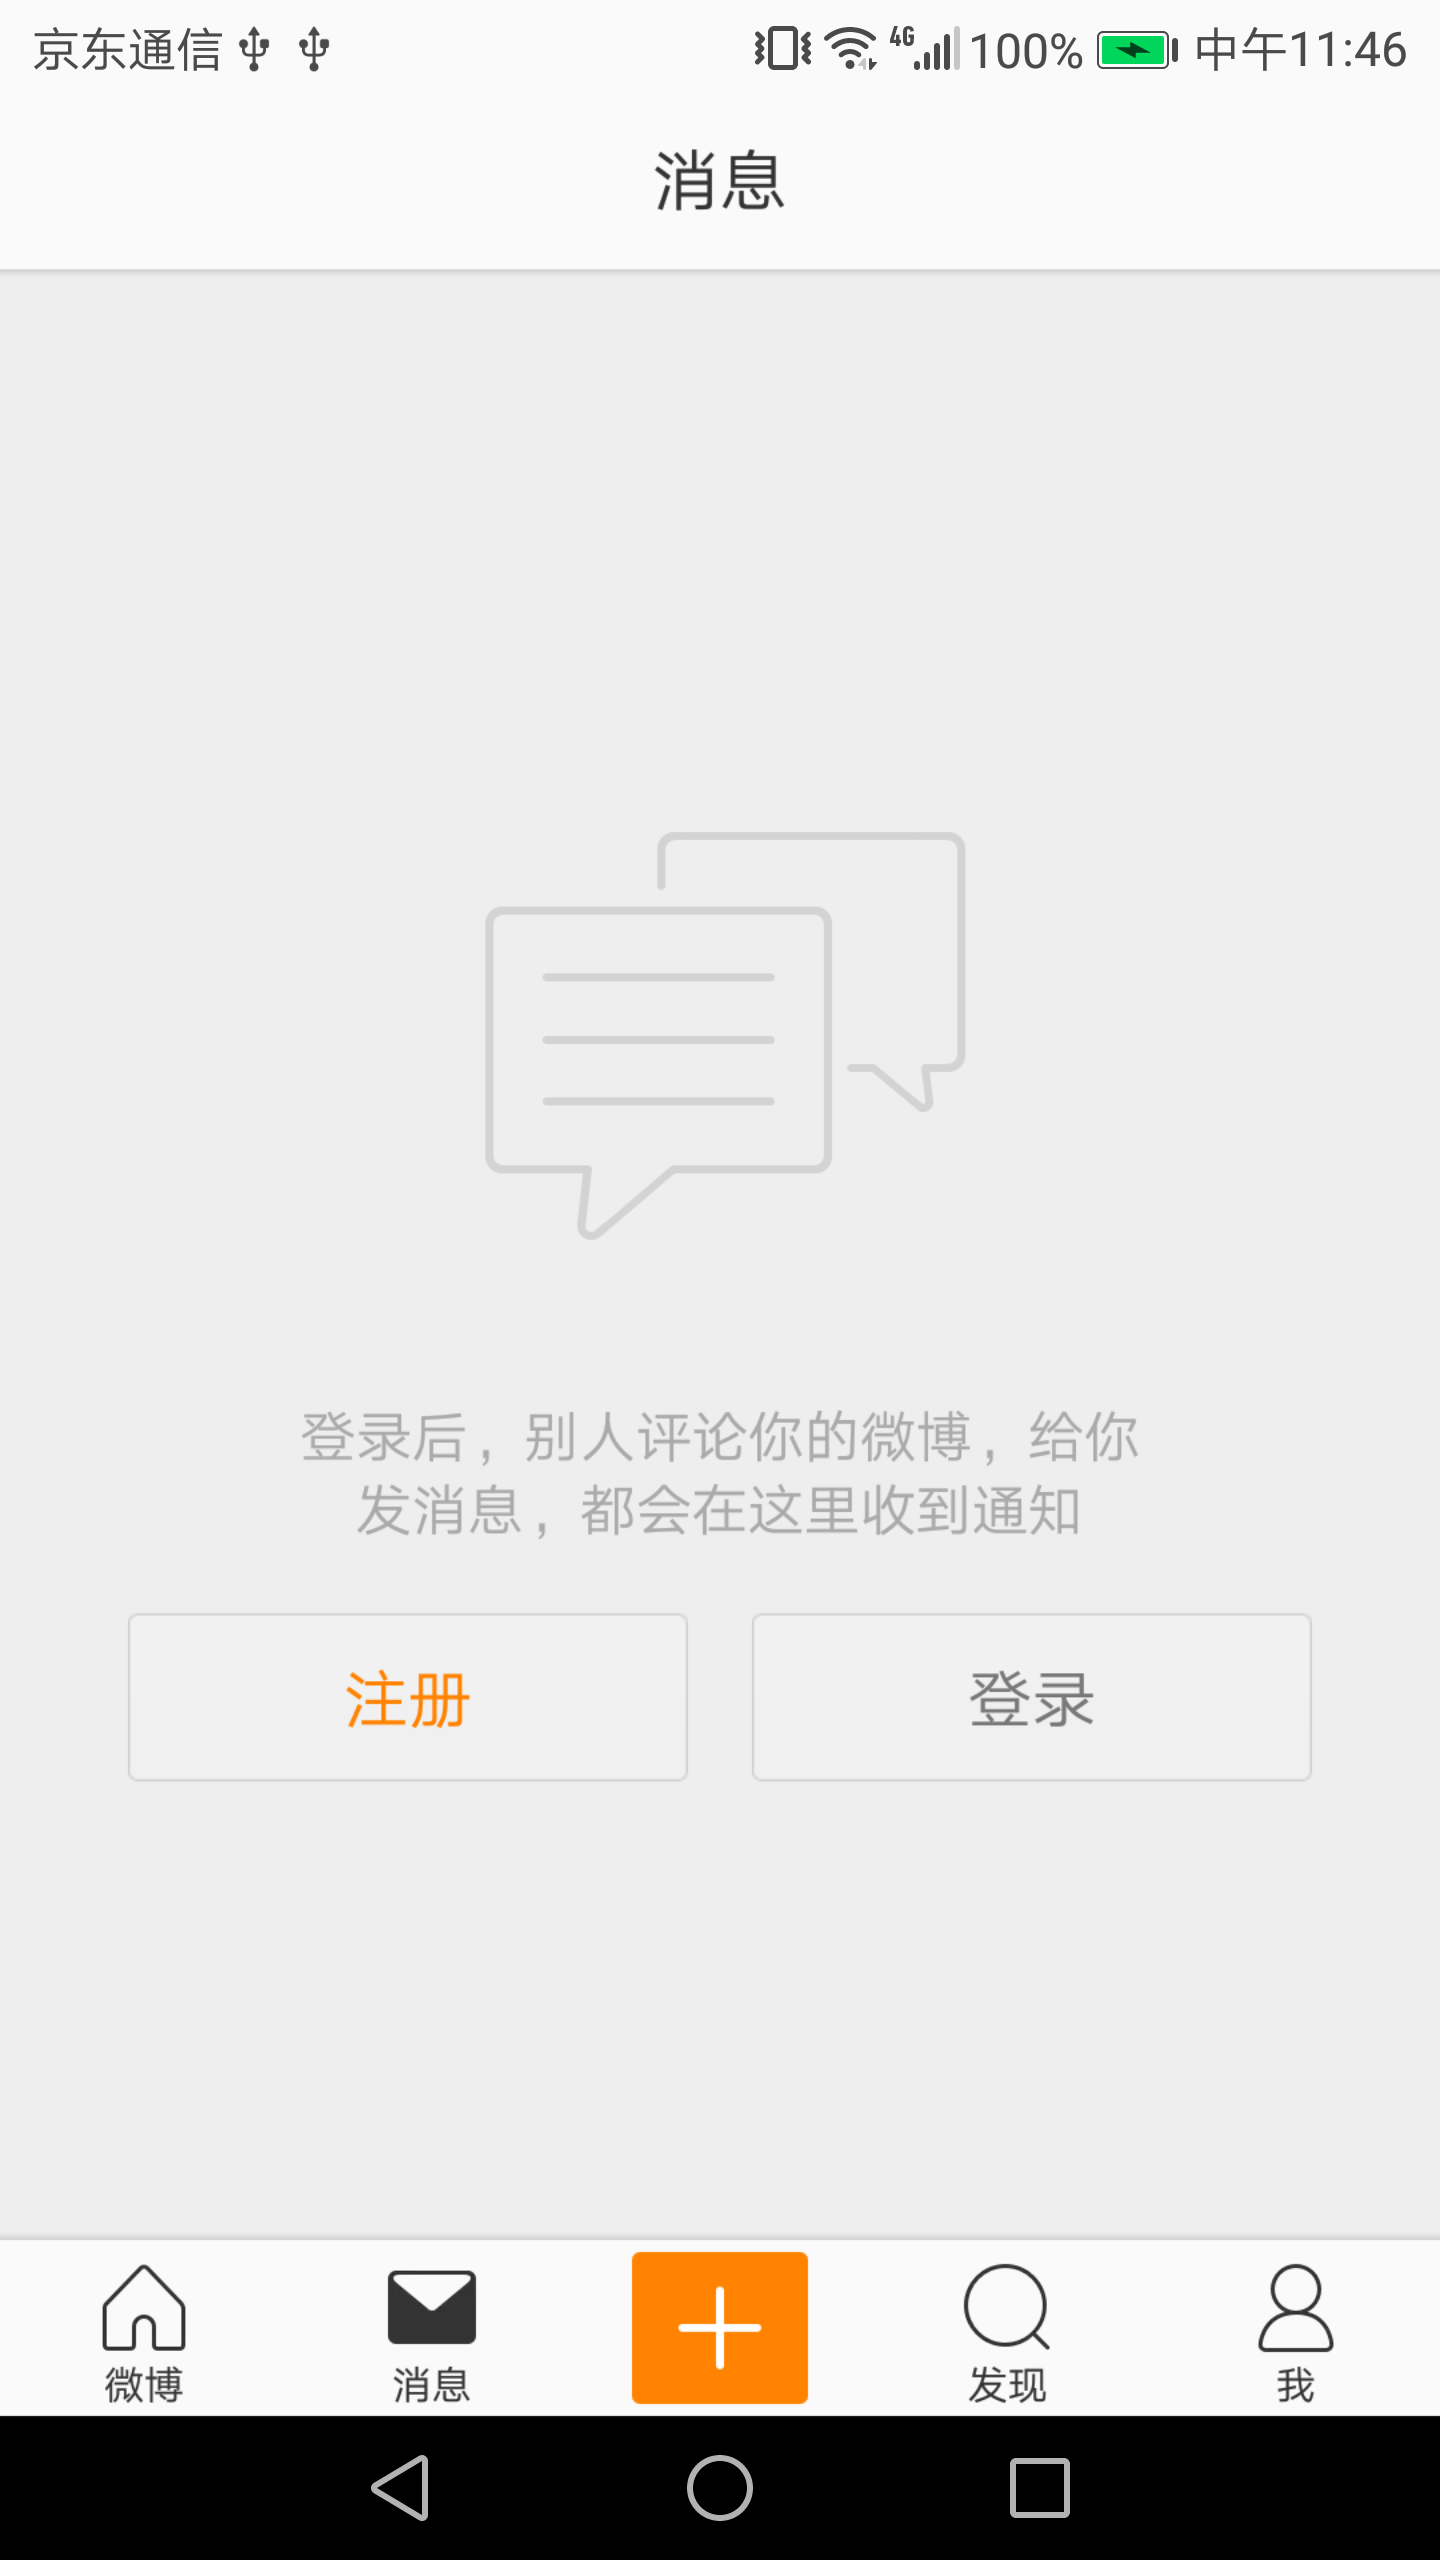 京东通信 4G 100% 中午11:46
消息
登录后，别人评论你的微博，给你
发消息，都会在这里收到通知
注册 登录
微博 消息 发现 我